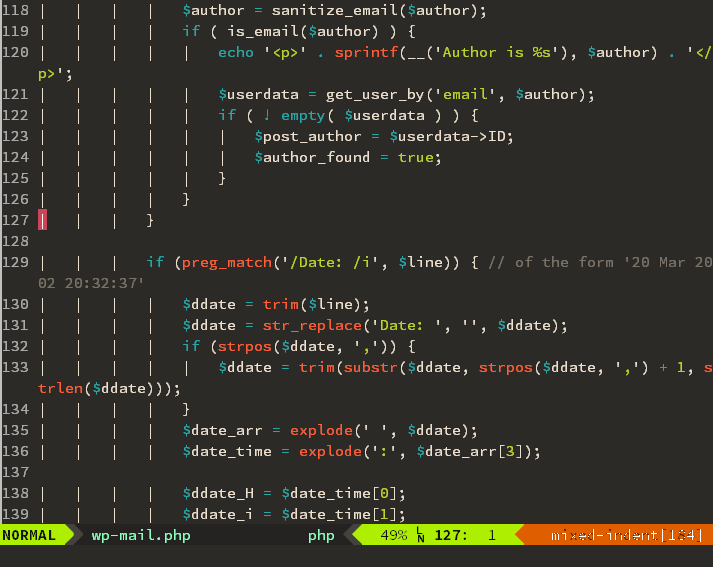 118 $author = sanitize_email($author);
119 if ( is_email($author) ) {
120 echo '<p>' . sprintf(__('Author is %s'), $author) . '</
p>';
121 $userdata = get_user_by('email', $author);
122 if ( ! empty( $userdata ) ) {
123 $post_author = $userdata->ID;
124 $author_found = true;
125 }
126 }
127 }
128
129 if (preg_match('/Date: /i', $line)) { // of the form '20 Mar 20
02 20:32:37'
130 $ddate = trim($line);
131 $ddate = str_replace('Date: ', '', $ddate);
132 if (strpos($ddate, ',')) {
133 $ddate = trim(substr($ddate, strpos($ddate, ',') + 1, s
trlen($ddate)));
134 }
135 $date_arr = explode(' ', $ddate);
136 $date_time = explode(':', $date_arr[3]);
137
138 $ddate_H = $date_time[0];
139 $ddate_i = $date_time[1];
NORMAL wp-mail.php php 49% LN 127: 1 mixed-indent[134]